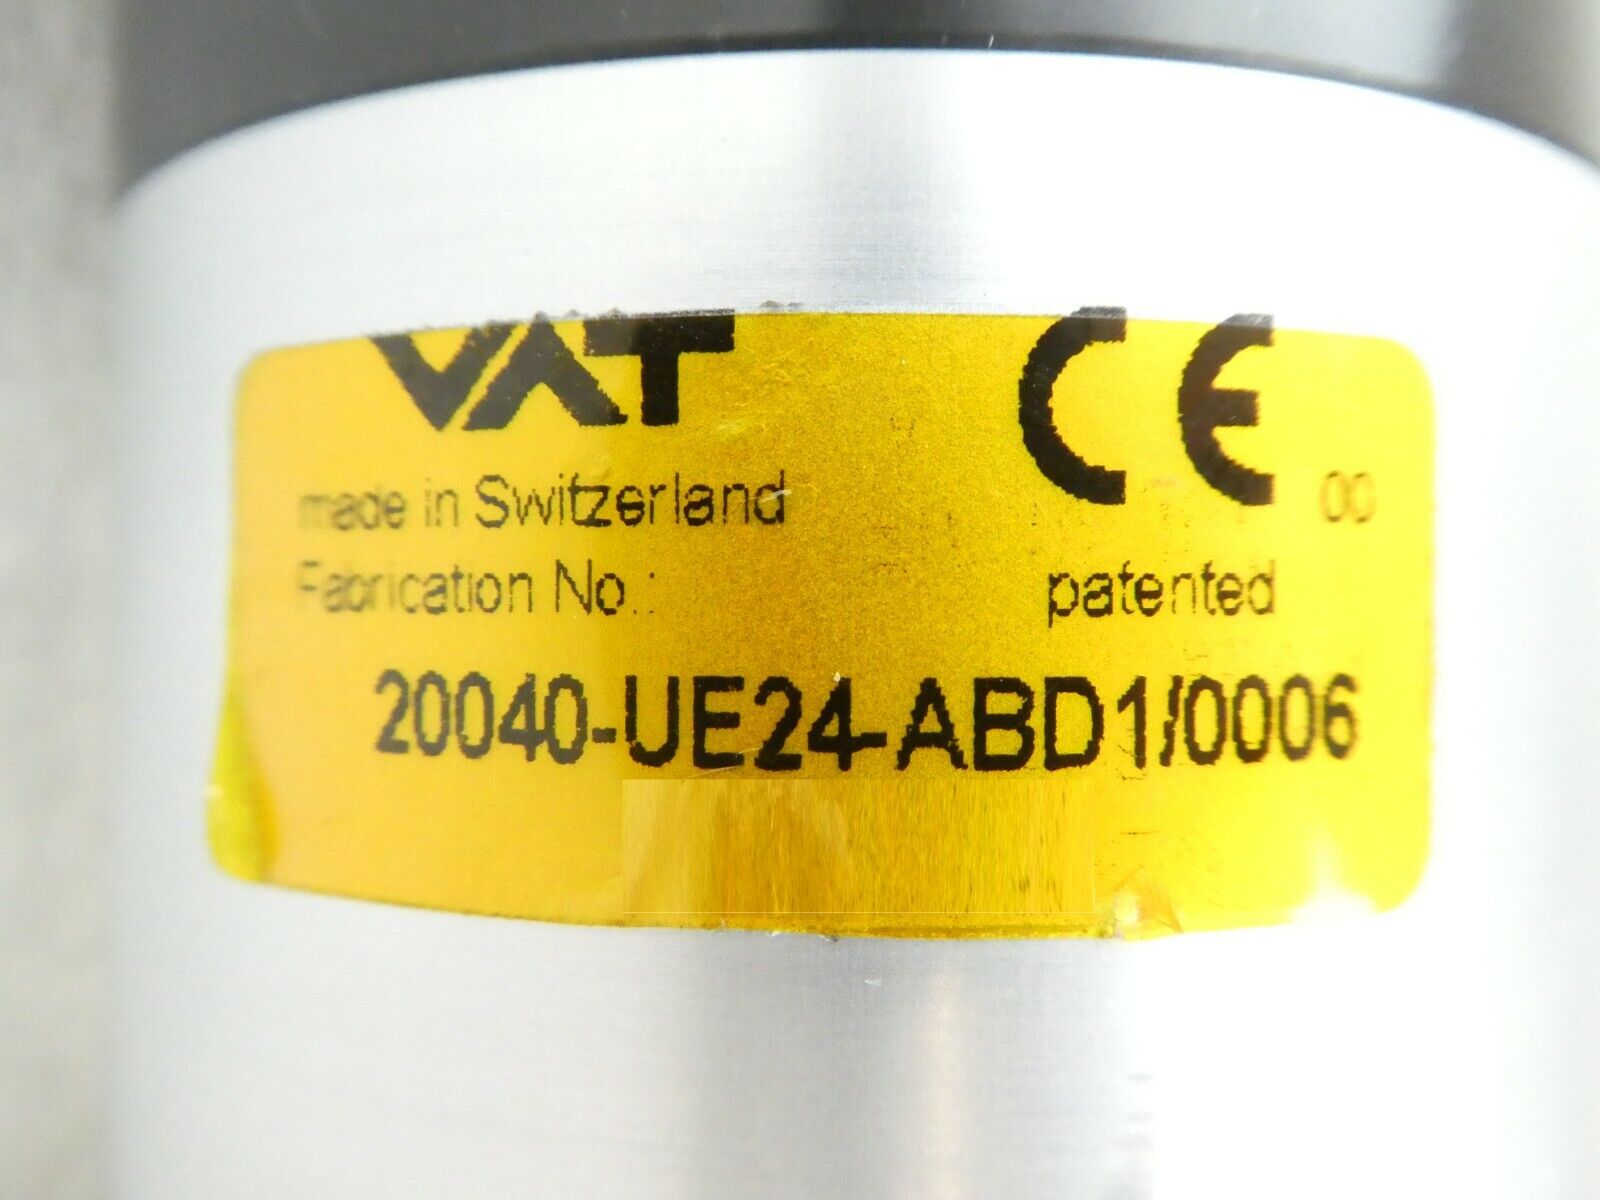 VAT CE 00
made in Switzerland
Fabrication No.: patented
20040-UE24-ABD1/0006